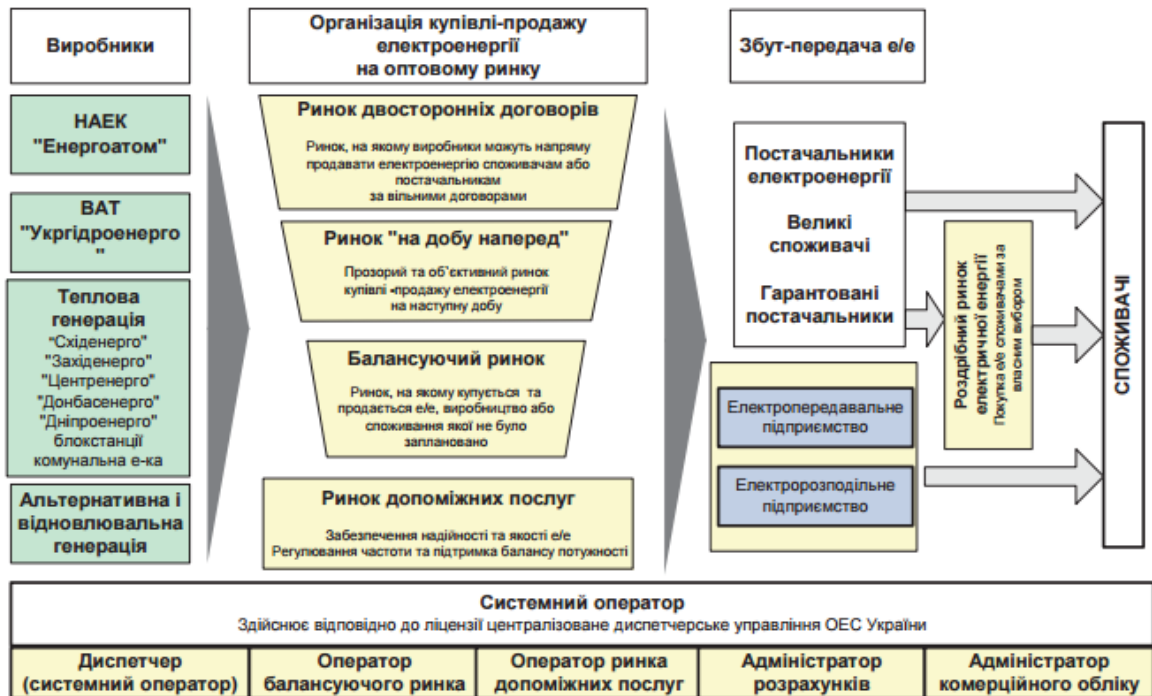 Виробники
Організація купівлі-продажу
електроенергії
на оптовому ринку
Збут-передача е/е
НАЕК
"Енергоатом"
ВАТ
"Укргідроенерго
"
Теплова
генерація
"Східенерго"
"Західенерго"
"Центренерго"
"Донбасенерго"
"Дніпроенерго"
блокстанції
комунальна е-ка
Альтернативна і
відновлювальна
генерація
Ринок двосторонніх договорів
Ринок, на якому виробники можуть напряму
продавати електроенергію споживачам або
постачальникам
за вільними договорами
Ринок "на добу наперед"
Прозорий та об'єктивний ринок
купівлі -продажу електроенергії
на наступну добу
Балансуючий ринок
Ринок, на якому купується та
продається е/е, виробництво або
споживання якої не було
заплановано
Ринок допоміжних послуг
Забезпечення надійності та якості е/е
Регулювання частоти та підтримка балансу потужності
Постачальники
електроенергії
Великі
споживачі
Гарантовані
постачальники
Електропередавальне
підприємство
Електророзподільне
підприємство
Роздрібний ринок
електричної енергії
Покупка е/е споживачами за
власним вибором
СПОЖИВАЧІ
Системний оператор
Здійснює відповідно до ліцензії централізоване диспетчерське управління ОЕС України
Диспетчер
(системний оператор)
Оператор
балансуючого ринка
Оператор ринка
допоміжних послуг
Адміністратор
розрахунків
Адміністратор
комерційного обліку